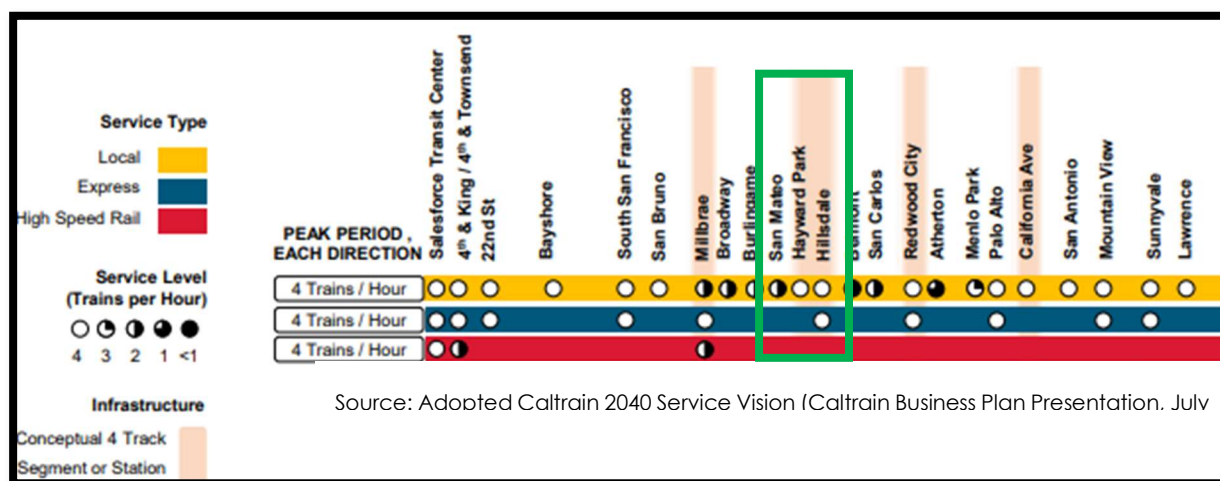 Service Type
Local
Express
High Speed Rail
Service Level
(Trains per Hour)
4 3 2 1 <1
Infrastructure
Conceptual 4 Track
Segment or Station
PEAK PERIOD,
EACH DIRECTION
Salesforce Transit Center
4th & King / 4th & Townsend
22nd St
Bayshore
South San Francisco
San Bruno
Millbrae
Broadway
Burlingame
San Mateo
Hayward Park
Hillsdale
San Carlos
Redwood City
Atherton
Menlo Park
Palo Alto
California Ave
San Antonio
Mountain View
Sunnyvale
Lawrence
4 Trains / Hour
4 Trains / Hour
4 Trains / Hour
Source: Adopted Caltrain 2040 Service Vision (Caltrain Business Plan Presentation, July